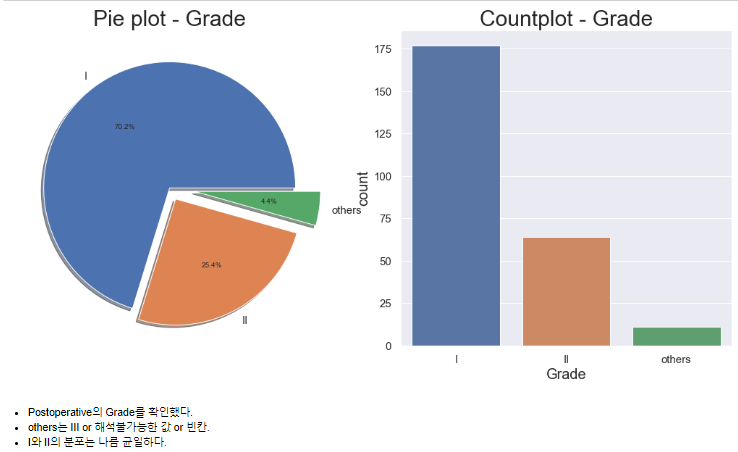 Pie plot - Grade
I
70.2%
4.4%
others
25.4%
II
Countplot - Grade
175
150
125
100
75
50
25
0
count
I II others
Grade
• Postoperative의 Grade를 확인했다.
• others는 III or 해석불가능한 값 or 빈칸.
• I와 II의 분포는 나름 균일하다.